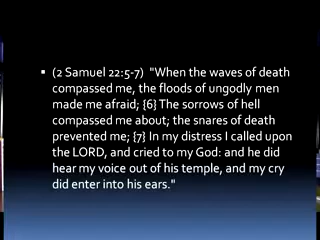 (2 Samuel 22:5-7)  "When the waves of death
compassed me, the floods of ungodly men
made me afraid; {6} The sorrows of hell
compassed me about; the snares of death
prevented me; {7} In my distress I called upon
the LORD, and cried to my God: and he did
hear my voice out of his temple, and my cry
did enter into his ears."